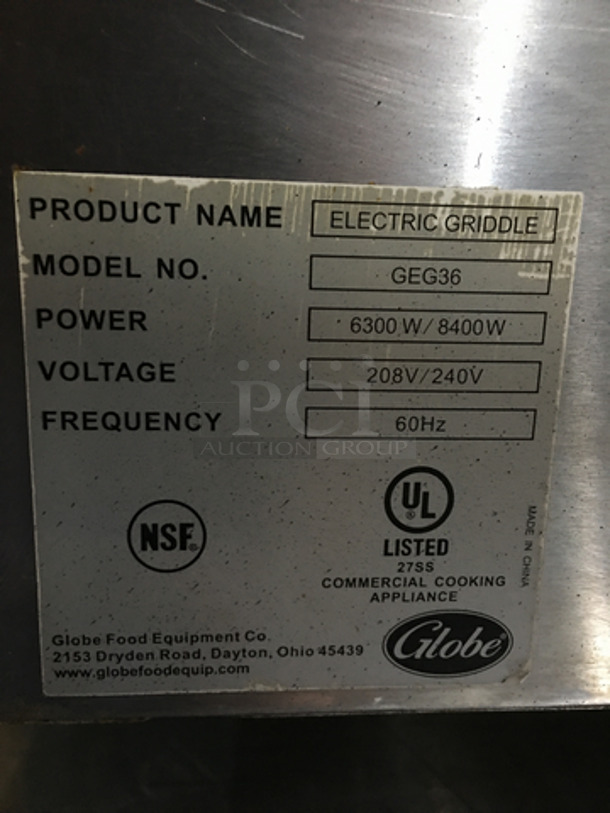 PRODUCT NAME ELECTRIC GRIDDLE
MODEL NO. GEG36
POWER 6300 W/8400W
VOLTAGE 208V/240V
FREQUENCY 60Hz
PCI
AUCTION GROUP
NSF®
UL®
LISTED
27SS
COMMERCIAL COOKING
APPLIANCE
MADE IN CHINA
Globe Food Equipment Co.
2153 Dryden Road, Dayton, Ohio 45439
www.globefoodequip.com
Globe®